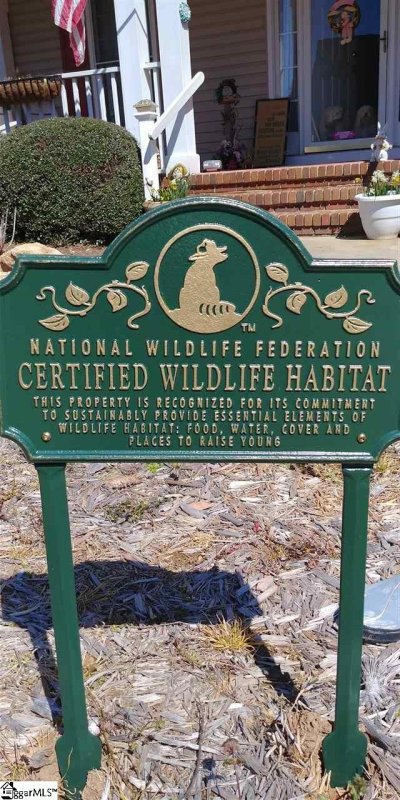 TM
NATIONAL WILDLIFE FEDERATION
CERTIFIED WILDLIFE HABITAT
THIS PROPERTY IS RECOGNIZED FOR ITS COMMITMENT
TO SUSTAINABLY PROVIDE ESSENTIAL ELEMENTS OF
WILDLIFE HABITAT: FOOD, WATER, COVER AND
PLACES TO RAISE YOUNG